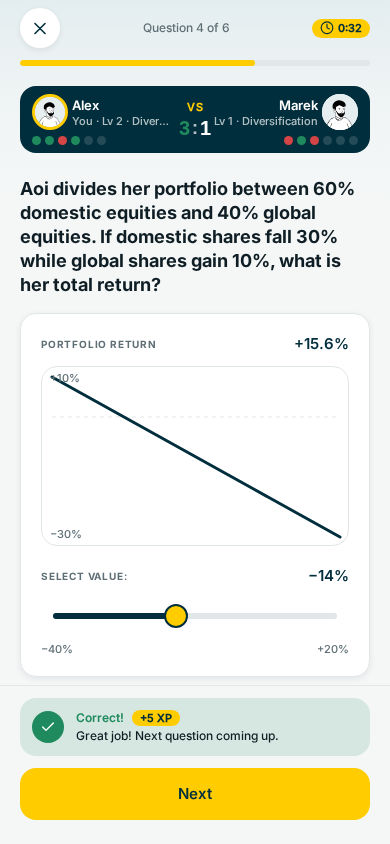 Question 4 of 6
0:32
Alex
You · Lv 2 · Diver...
VS
3:1
Marek
Lv 1 · Diversification
Aoi divides her portfolio between 60%
domestic equities and 40% global
equities. If domestic shares fall 30%
while global shares gain 10%, what is
her total return?
PORTFOLIO RETURN
+15.6%
+10%
−30%
SELECT VALUE:
−14%
−40%
+20%
Correct!
+5 XP
Great job! Next question coming up.
Next